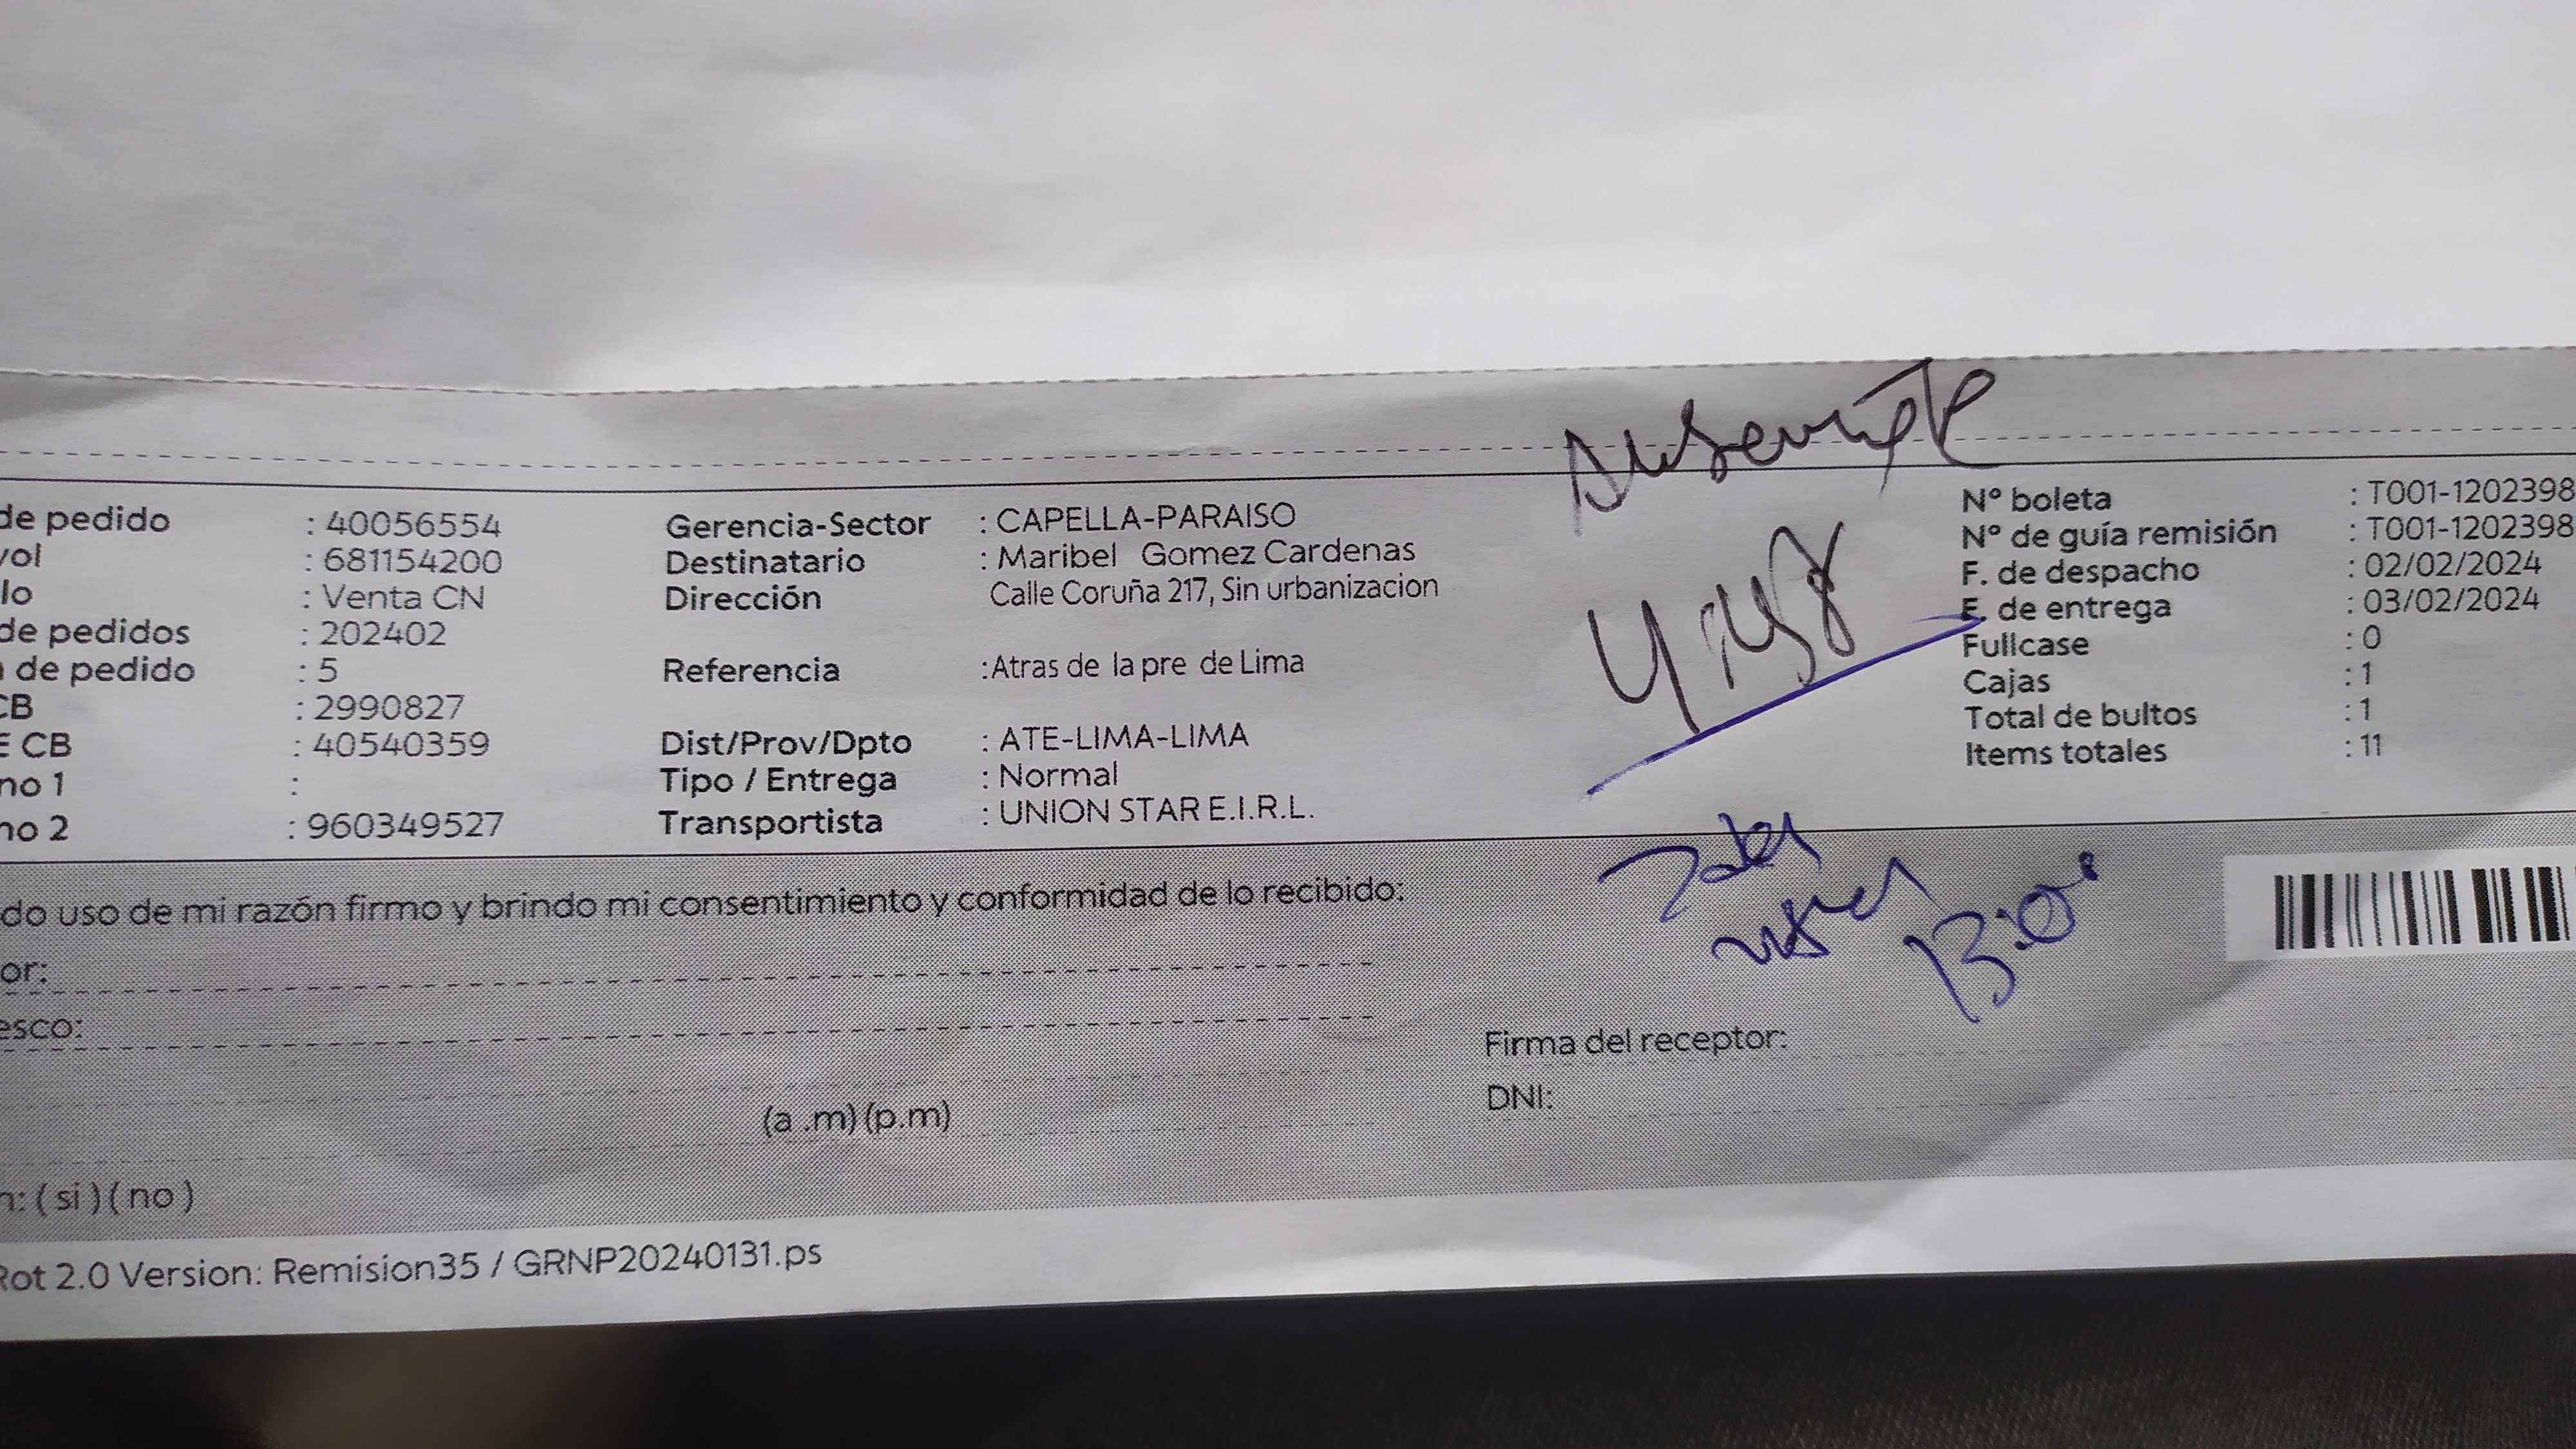 Ausente
4:48
de pedido : 40056554
vol : 681154200
lo : Venta CN
de pedidos : 202402
de pedido : 5
CB : 2990827
E CB : 40540359
no 1 :
no 2 : 960349527
Gerencia-Sector : CAPELLA-PARAISO
Destinatario : Maribel Gomez Cardenas
Dirección Calle Coruña 217, Sin urbanizacion
Referencia :Atras de la pre de Lima
Dist/Prov/Dpto : ATE-LIMA-LIMA
Tipo / Entrega : Normal
Transportista : UNION STAR E.I.R.L.
Nº boleta : T001-1202398
Nº de guía remisión : T001-1202398
F. de despacho : 02/02/2024
F. de entrega : 03/02/2024
Fullcase : 0
Cajas : 1
Total de bultos : 1
Items totales : 11
do uso de mi razón firmo y brindo mi consentimiento y conformidad de lo recibido:
or:
esco:
Firma del receptor:
DNI:
(a .m) (p.m)
n: ( si ) ( no )
Rot 2.0 Version: Remision35 / GRNP20240131.ps